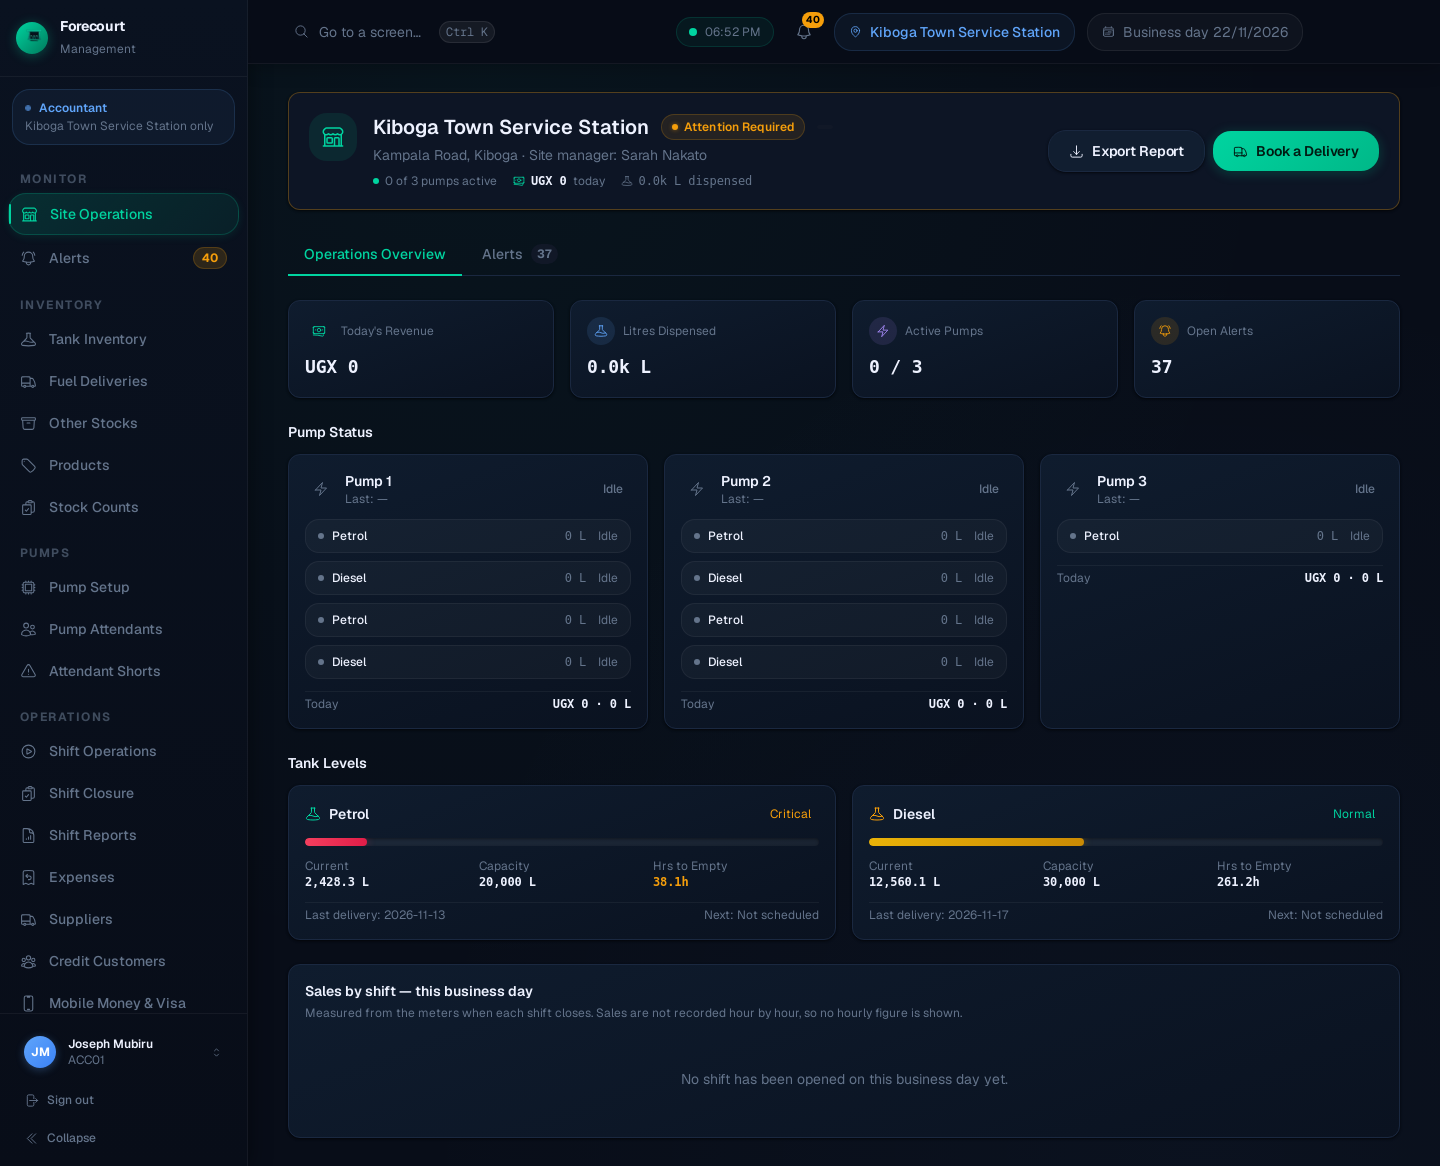 Forecourt
Management
Accountant
Kiboga Town Service Station only
MONITOR
Site Operations
Alerts 40
INVENTORY
Tank Inventory
Fuel Deliveries
Other Stocks
Products
Stock Counts
PUMPS
Pump Setup
Pump Attendants
Attendant Shorts
OPERATIONS
Shift Operations
Shift Closure
Shift Reports
Expenses
Suppliers
Credit Customers
Mobile Money & Visa
JM
Joseph Mubiru
ACC01
Sign out
Collapse
Go to a screen... Ctrl K
06:52 PM
40
Kiboga Town Service Station
Business day 22/11/2026
Kiboga Town Service Station Attention Required
Kampala Road, Kiboga · Site manager: Sarah Nakato
0 of 3 pumps active UGX 0 today 0.0k L dispensed
Export Report
Book a Delivery
Operations Overview Alerts 37
Today's Revenue
UGX 0
Litres Dispensed
0.0k L
Active Pumps
0 / 3
Open Alerts
37
Pump Status
Pump 1
Last: —
Idle
Petrol 0 L Idle
Diesel 0 L Idle
Petrol 0 L Idle
Diesel 0 L Idle
Today UGX 0 · 0 L
Pump 2
Last: —
Idle
Petrol 0 L Idle
Diesel 0 L Idle
Petrol 0 L Idle
Diesel 0 L Idle
Today UGX 0 · 0 L
Pump 3
Last: —
Idle
Petrol 0 L Idle
Today UGX 0 · 0 L
Tank Levels
Petrol Critical
Current Capacity Hrs to Empty
2,428.3 L 20,000 L 38.1h
Last delivery: 2026-11-13 Next: Not scheduled
Diesel Normal
Current Capacity Hrs to Empty
12,560.1 L 30,000 L 261.2h
Last delivery: 2026-11-17 Next: Not scheduled
Sales by shift — this business day
Measured from the meters when each shift closes. Sales are not recorded hour by hour, so no hourly figure is shown.
No shift has been opened on this business day yet.